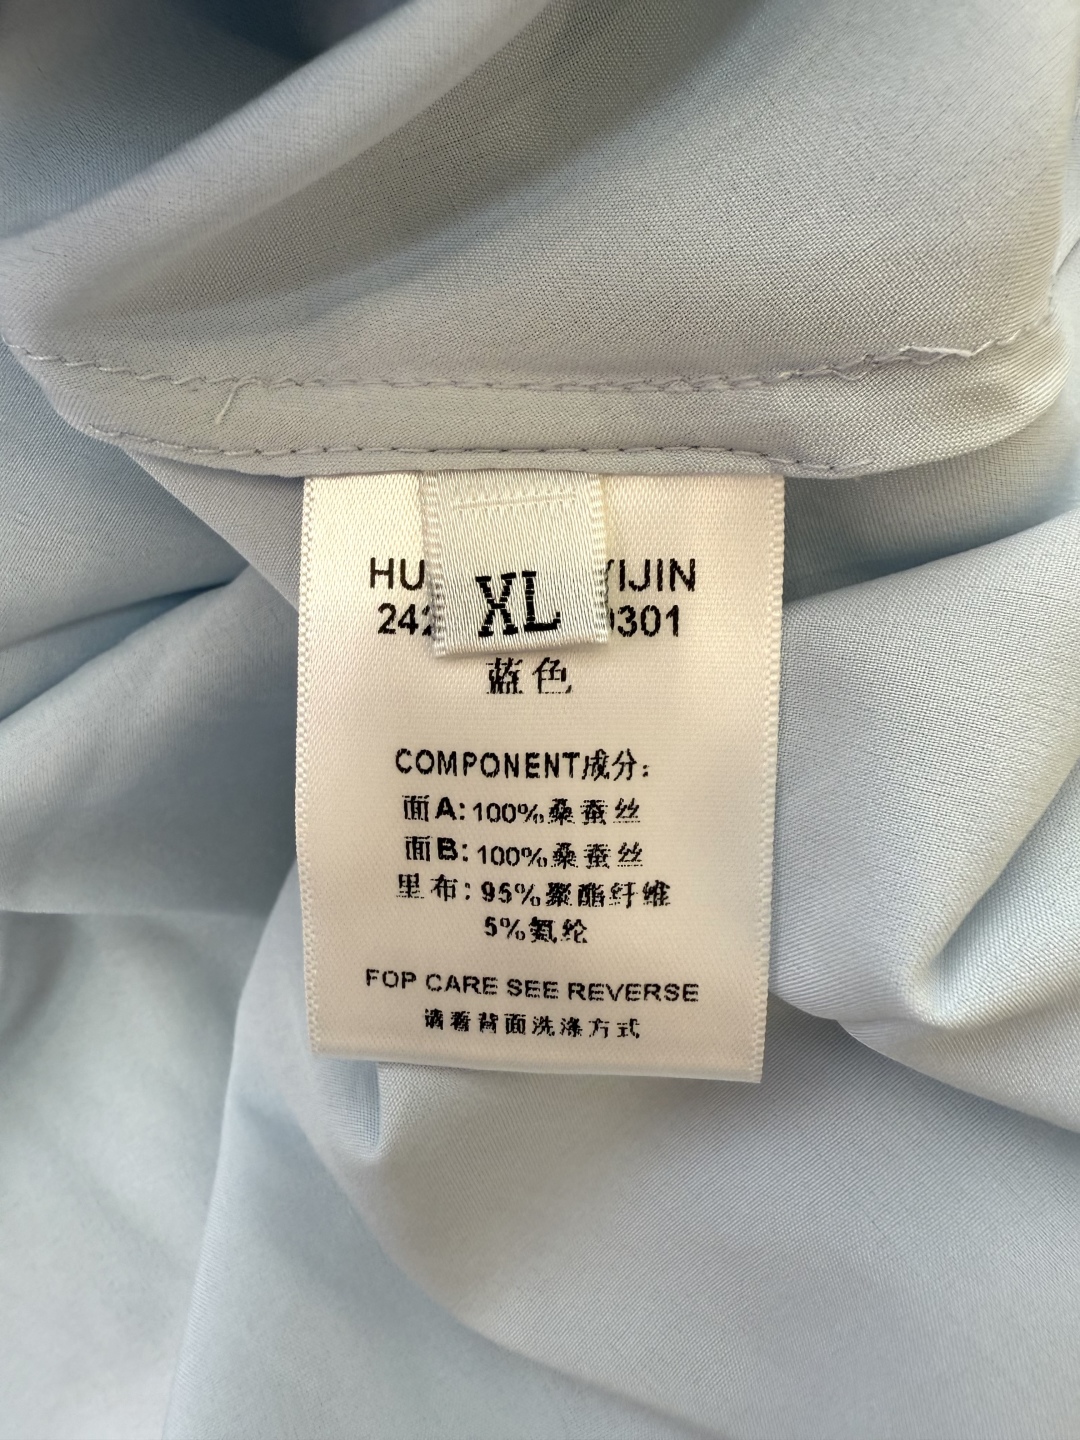 HU XL YIJIN
242 0301
蓝色
COMPONENT成分:
面A:100%桑蚕丝
面B:100%桑蚕丝
里布:95%聚酯纤维
5%氨纶
FOP CARE SEE REVERSE
请看背面洗涤方式